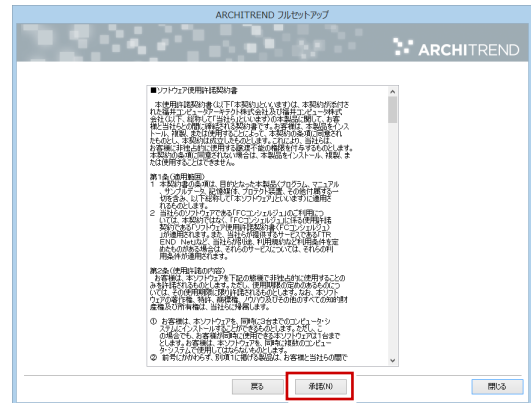 ARCHITREND フルセットアップ
ARCHITREND
■ソフトウェア使用許諾契約書
本使用許諾契約書(以下「本契約」といいます)は、本契約が添付さ
れた福井コンピュータアーキテクト株式会社及び福井コンピュータ株式
会社(以下、総称して「当社ら」といいます)の本製品に関して、お客
様と当社らとの間に締結される契約書です。お客様は、本製品をインス
トール、複製、または使用することによって、本契約の条項に同意され
たものとし、本契約は成立したものとします。これにより、当社らは、
お客様に非独占的に使用する譲渡不能の権限を付与するものとします。
本契約の条項に同意されない場合は、本製品をインストール、複製、ま
たは使用することはできません。
第1条(適用範囲)
1 本契約書の条項は、目的となった本製品(プログラム、マニュアル
、サンプルデータ、記憶媒体、プロテクト装置、その他付属する一
切を含み、以下総称して「本ソフトウェア」といいます)に適用さ
れるものとします。
2 当社らのソフトウェアである「FCコンシェルジュ」のご利用につ
いては、本契約ではなく、「FCコンシェルジュ」に係る使用許諾
契約である「ソフトウェア使用許諾契約書(FCコンシェルジュ)
」が適用されます。また、当社らが提供するサービスである「TR
END Net」など、当社らが別途、利用規約など利用条件を定
めたものがある場合は、それらのサービスについては、それらの利
用条件が適用されます。
第2条(使用許諾の内容)
お客様は、本ソフトウェアを下記の態様で非独占的に使用することの
みを許諾されるものとします。ただし、使用期限の定めのあるものにつ
いては、その使用期限に限り許諾されるものとします。なお、本ソフト
ウェアの著作権、特許、商標権、ノウハウ及びその他のすべての知的財
産権及び所有権は、当社らに帰属します。
① お客様は、本ソフトウェアを、同時に3台までのコンピュータ・シ
ステムにインストールすることができるものとします。ただし、こ
の場合でも、お客様が同時に使用できる本ソフトウェアは1台まで
とします。お客様は、本ソフトウェアを、同時に複数のコンピュー
タ・システムで使用してはならないものとします。
② 前号にかかわらず、別項1に掲げる製品は、お客様と当社らの間で
戻る
承諾(N)
閉じる